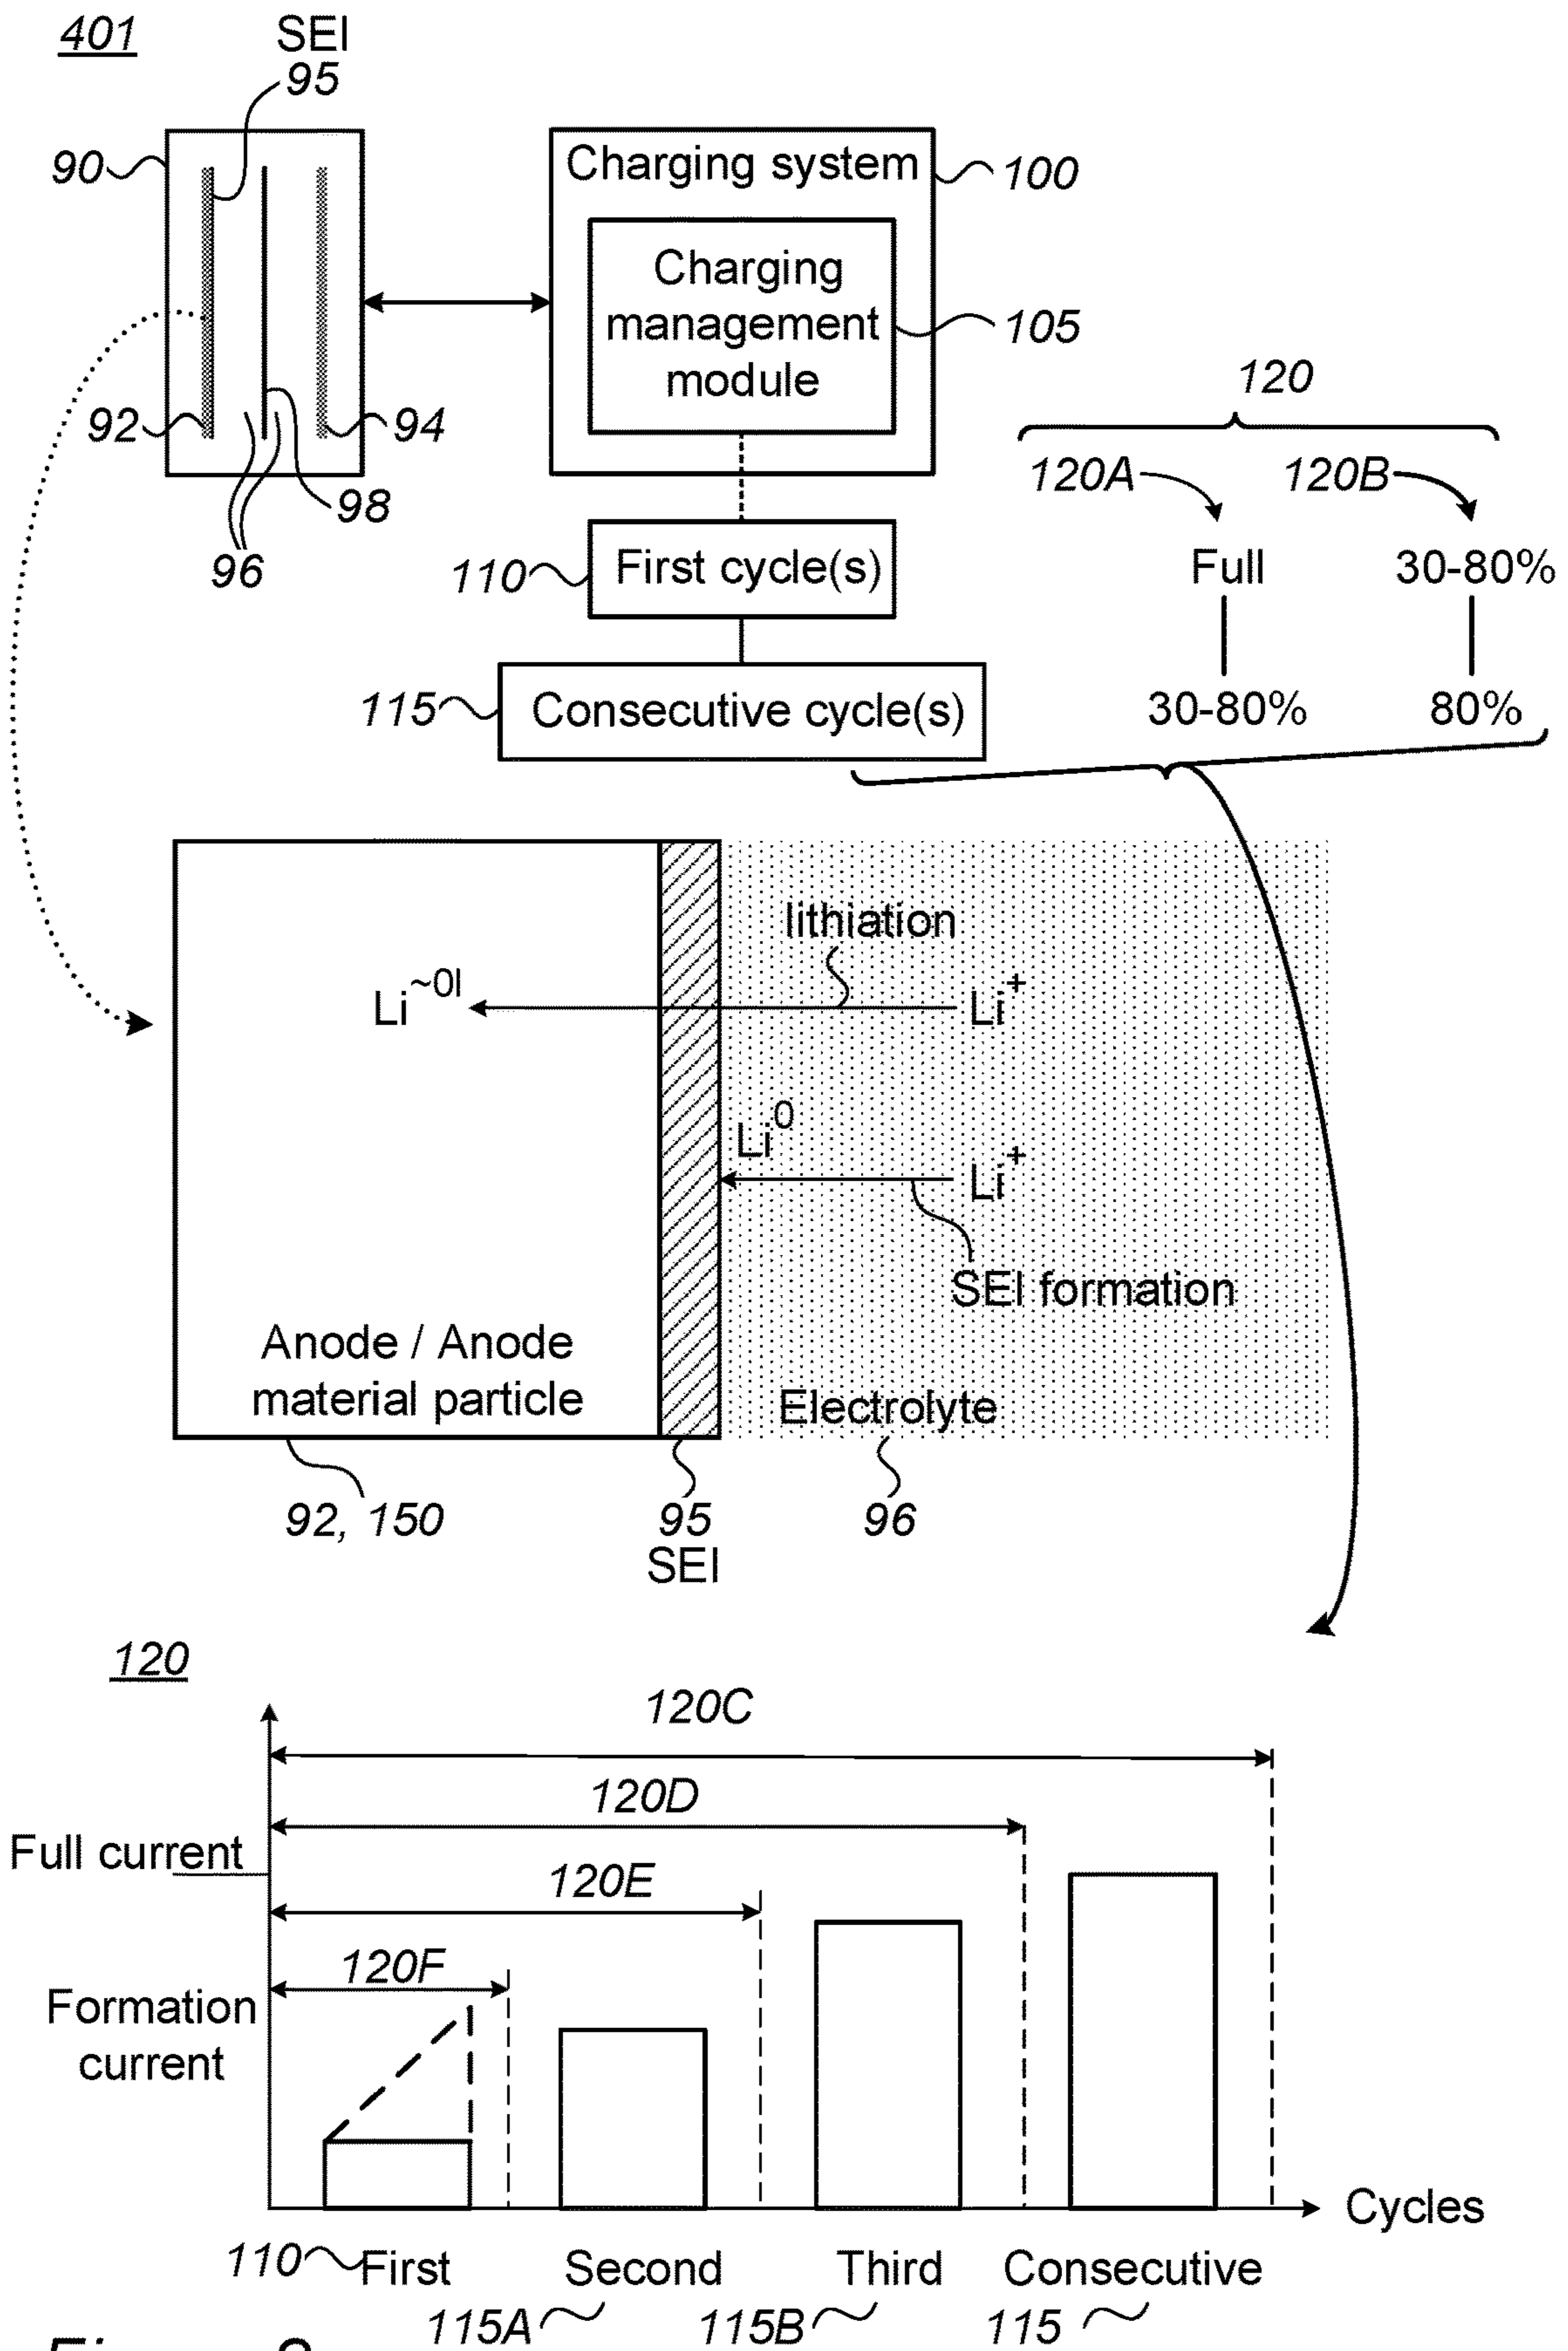 401
SEI
95
90
Charging system
100
Charging
management
module
105
92
94
98
96
120
120A
120B
110
First cycle(s)
Full
30-80%
115
Consecutive cycle(s)
30-80%
80%
lithiation
Li~0I
Li+
Li0
Li+
SEI formation
Anode / Anode
material particle
Electrolyte
92, 150
95
96
SEI
120
120C
120D
Full current
120E
120F
Formation
current
Cycles
110
First
Second
Third
Consecutive
115A
115B
115